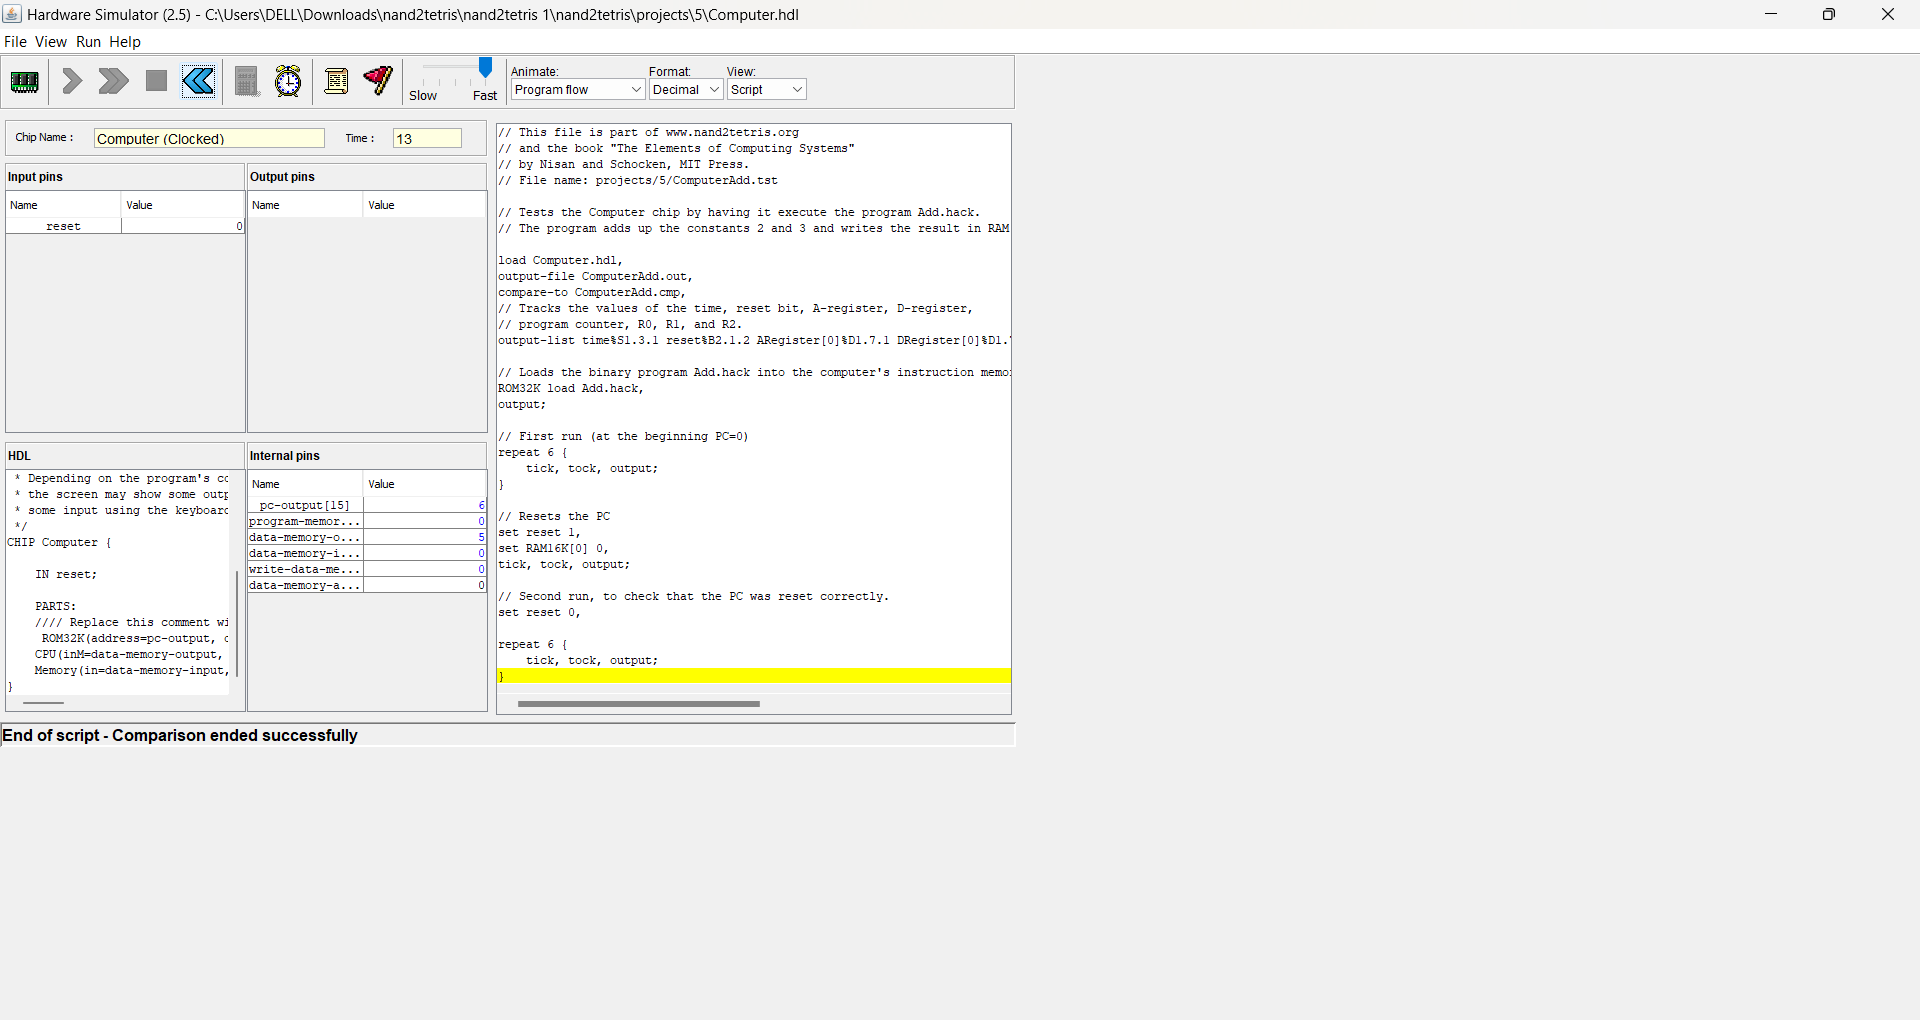 Hardware Simulator (2.5) - C:\Users\DELL\Downloads\nand2tetris\nand2tetris 1\nand2tetris\projects\5\Computer.hdl
File View Run Help
Slow Fast
Animate: Format: View:
Program flow Decimal Script
Chip Name : Computer (Clocked) Time : 13
Input pins
Name Value
reset 0
Output pins
Name Value
HDL
* Depending on the program's co
* the screen may show some outp
* some input using the keyboard
*/
CHIP Computer {
IN reset;
PARTS:
//// Replace this comment wi
ROM32K(address=pc-output,
CPU(inM=data-memory-output,
Memory(in=data-memory-input,
}
Internal pins
Name Value
pc-output[15] 6
program-memor... 0
data-memory-o... 5
data-memory-i... 0
write-data-me... 0
data-memory-a... 0
// This file is part of www.nand2tetris.org
// and the book "The Elements of Computing Systems"
// by Nisan and Schocken, MIT Press.
// File name: projects/5/ComputerAdd.tst
// Tests the Computer chip by having it execute the program Add.hack.
// The program adds up the constants 2 and 3 and writes the result in RAM
load Computer.hdl,
output-file ComputerAdd.out,
compare-to ComputerAdd.cmp,
// Tracks the values of the time, reset bit, A-register, D-register,
// program counter, R0, R1, and R2.
output-list time%S1.3.1 reset%B2.1.2 ARegister[0]%D1.7.1 DRegister[0]%D1.
// Loads the binary program Add.hack into the computer's instruction memo
ROM32K load Add.hack,
output;
// First run (at the beginning PC=0)
repeat 6 {
tick, tock, output;
}
// Resets the PC
set reset 1,
set RAM16K[0] 0,
tick, tock, output;
// Second run, to check that the PC was reset correctly.
set reset 0,
repeat 6 {
tick, tock, output;
}
End of script - Comparison ended successfully